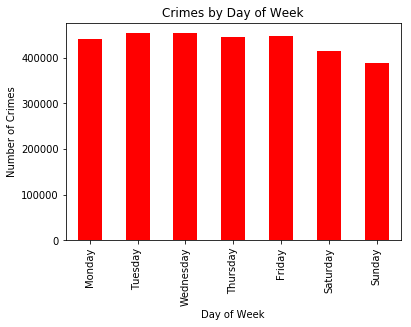 Crimes by Day of Week
Number of Crimes
400000
300000
200000
100000
0
Monday
Tuesday
Wednesday
Thursday
Friday
Saturday
Sunday
Day of Week